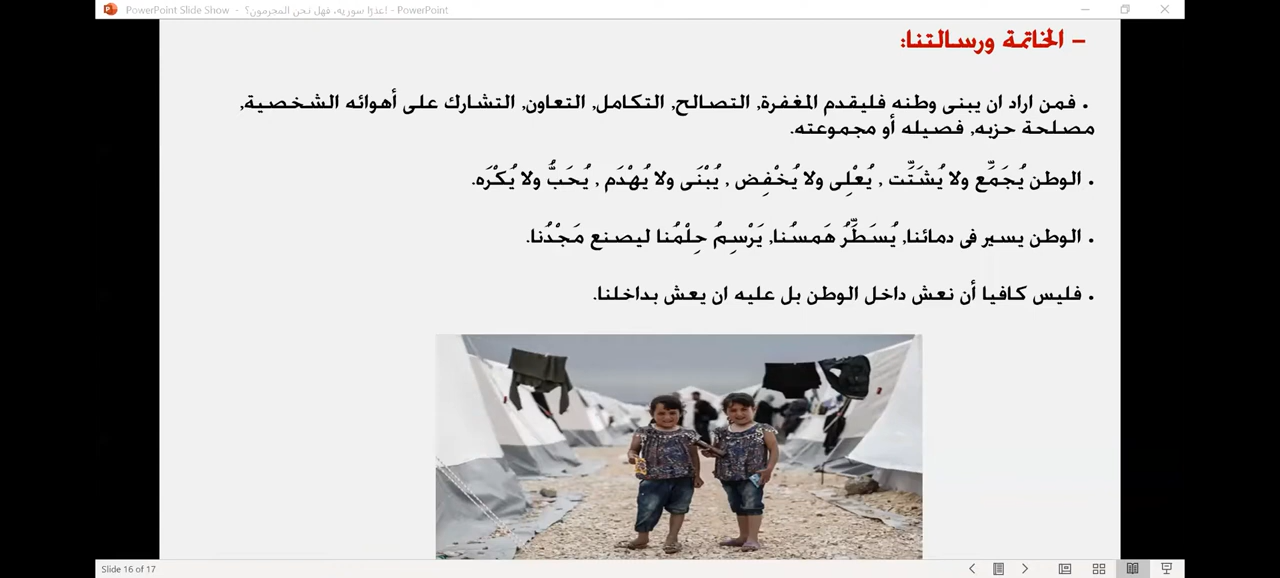 PowerPoint Slide Show - اعذرًا سوريه، فهل نحن المجرمون؟! - PowerPoint
– الخاتمة ورسالتنا:
• فمن اراد ان يبنى وطنه فليقدم المغفرة, التصالح, التكامل, التعاون, التشارك على أهوائه الشخصية,
مصلحة حزبه, فصيله أو مجموعته.
• الوطن يُجَمِّع ولا يُشَتِّت , يُعْلِى ولا يُخْفِض , يُبْنَى ولا يُهْدَم , يُحَبُّ ولا يُكْرَه.
• الوطن يسير فى دمائنا, يُسَطِّرُ هَمسُنا, يَرْسِمُ حِلْمُنا ليصنع مَجْدُنا.
• فليس كافيا أن نعش داخل الوطن بل عليه ان يعش بداخلنا.
Slide 16 of 17